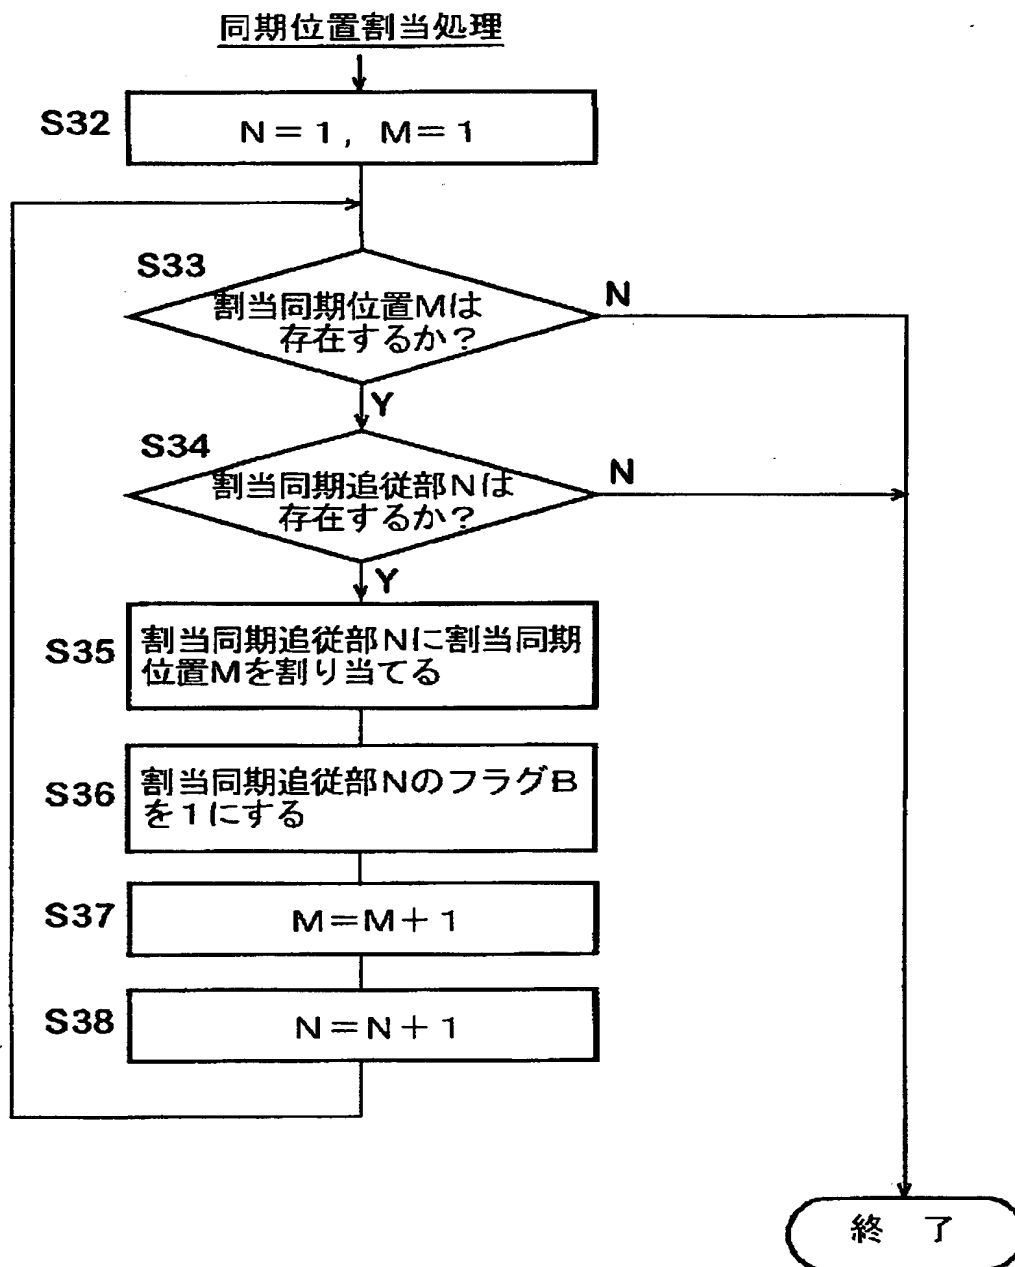 同期位置割当処理
S32
N=1, M=1
S33
割当同期位置Mは
存在するか？
N
Y
S34
割当同期追従部Nは
存在するか？
N
Y
S35
割当同期追従部Nに割当同期
位置Mを割り当てる
S36
割当同期追従部NのフラグB
を1にする
S37
M=M+1
S38
N=N+1
終 了